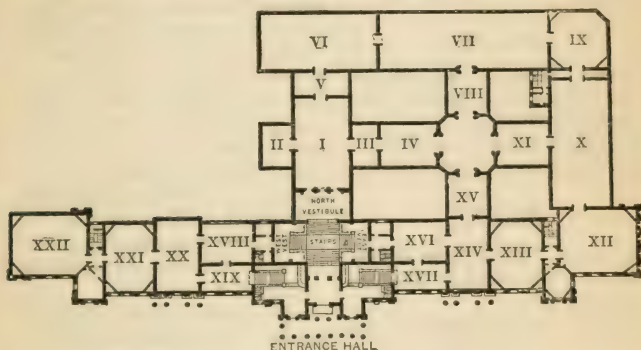 VI
VII
IX
V
VIII
II
I
III
IV
XI
X
NORTH
VESTIBULE
XV
XXII
XXI
XX
XVIII
STAIRS
XVI
XIV
XIII
XII
XIX
XVII
ENTRANCE HALL